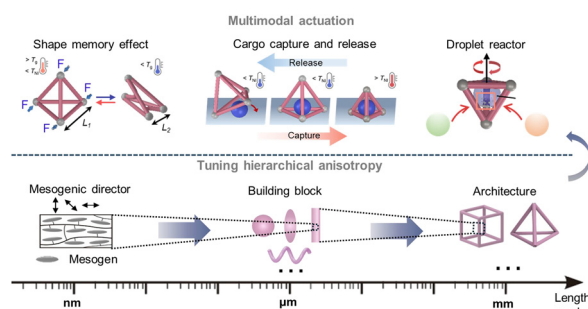 Multimodal actuation
Shape memory effect
Cargo capture and release
Droplet reactor
> Tg
< TNI
< Tg
F
F
F
F
L1
L2
< TNI
< TNI
> TNI
Release
Capture
Tuning hierarchical anisotropy
Mesogenic director
Building block
Architecture
Mesogen
...
...
nm
μm
mm
Length